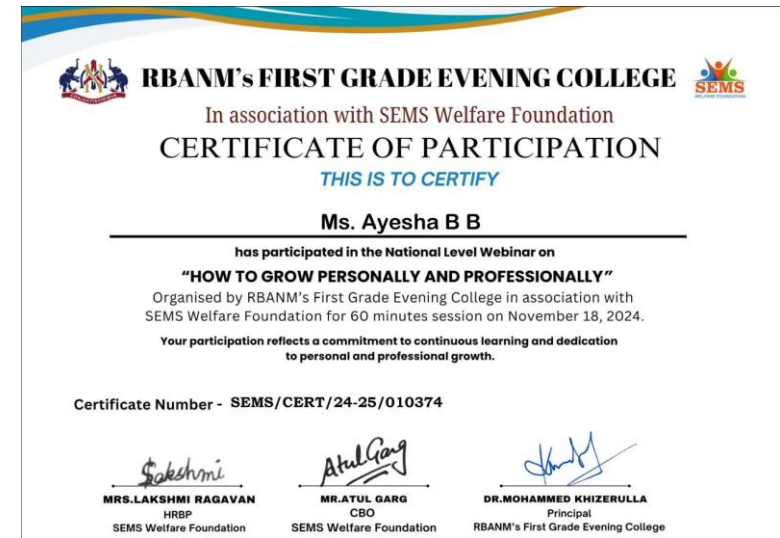 RBANM's FIRST GRADE EVENING COLLEGE
SEMS
WELFARE FOUNDATION
In association with SEMS Welfare Foundation
CERTIFICATE OF PARTICIPATION
THIS IS TO CERTIFY
Ms. Ayesha B B
has participated in the National Level Webinar on
“HOW TO GROW PERSONALLY AND PROFESSIONALLY”
Organised by RBANM's First Grade Evening College in association with
SEMS Welfare Foundation for 60 minutes session on November 18, 2024.
Your participation reflects a commitment to continuous learning and dedication
to personal and professional growth.
Certificate Number - SEMS/CERT/24-25/010374
Atul Garg
MRS.LAKSHMI RAGAVAN
HRBP
SEMS Welfare Foundation
MR.ATUL GARG
CBO
SEMS Welfare Foundation
DR.MOHAMMED KHIZERULLA
Principal
RBANM's First Grade Evening College